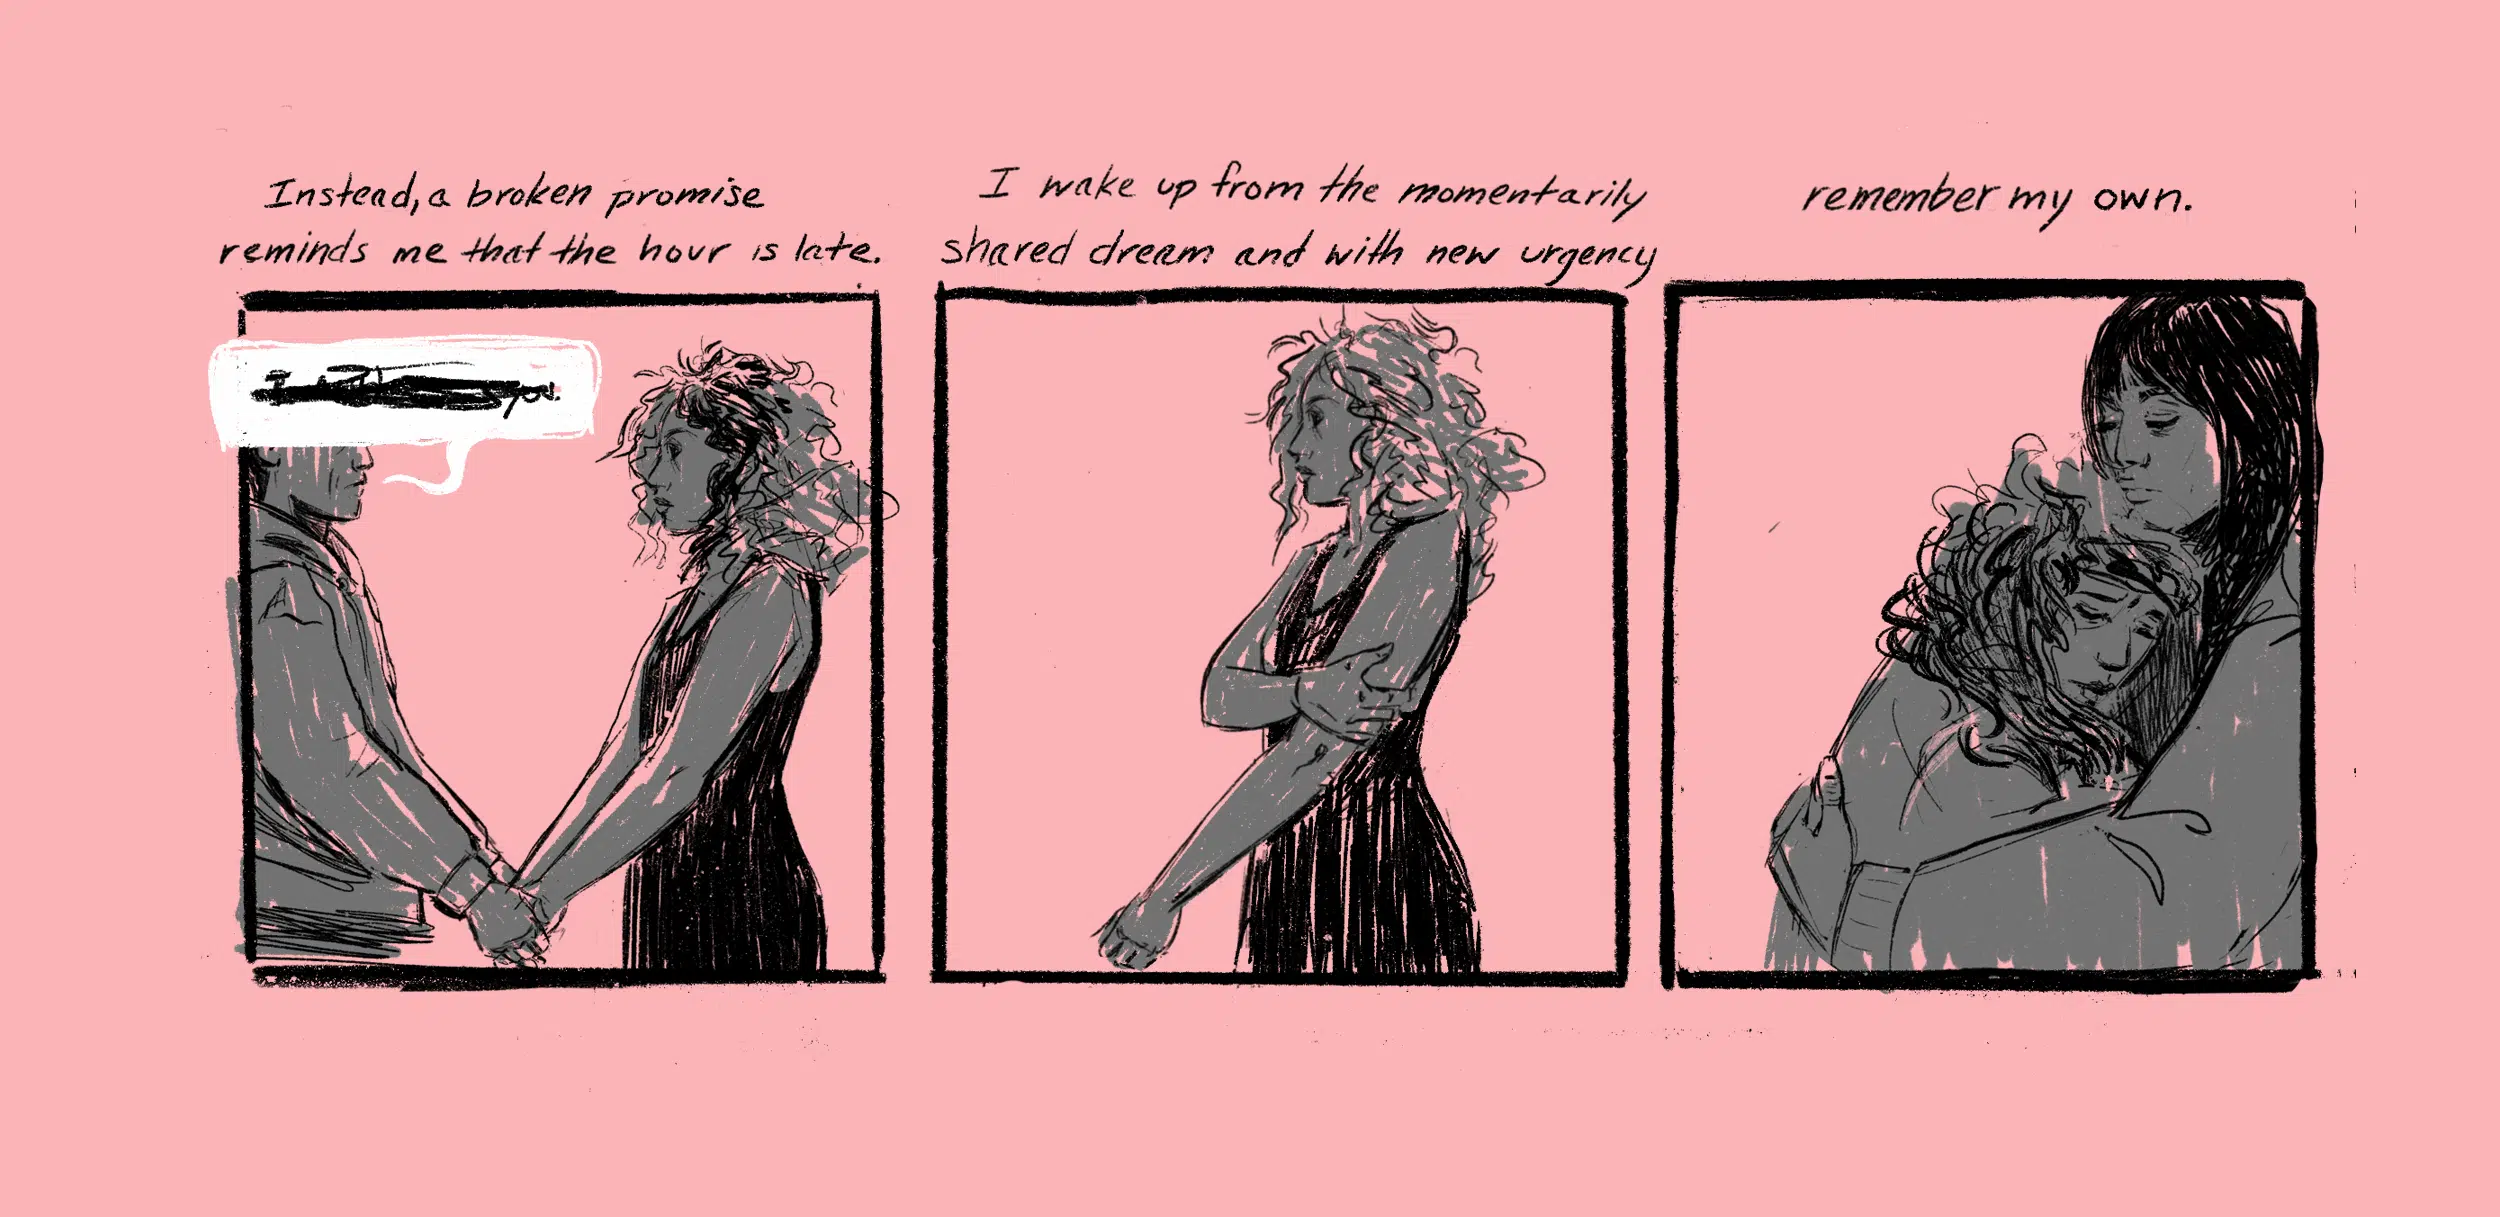 Instead, a broken promise
reminds me that the hour is late.
I you.
I wake up from the momentarily
shared dream and with new urgency
remember my own.